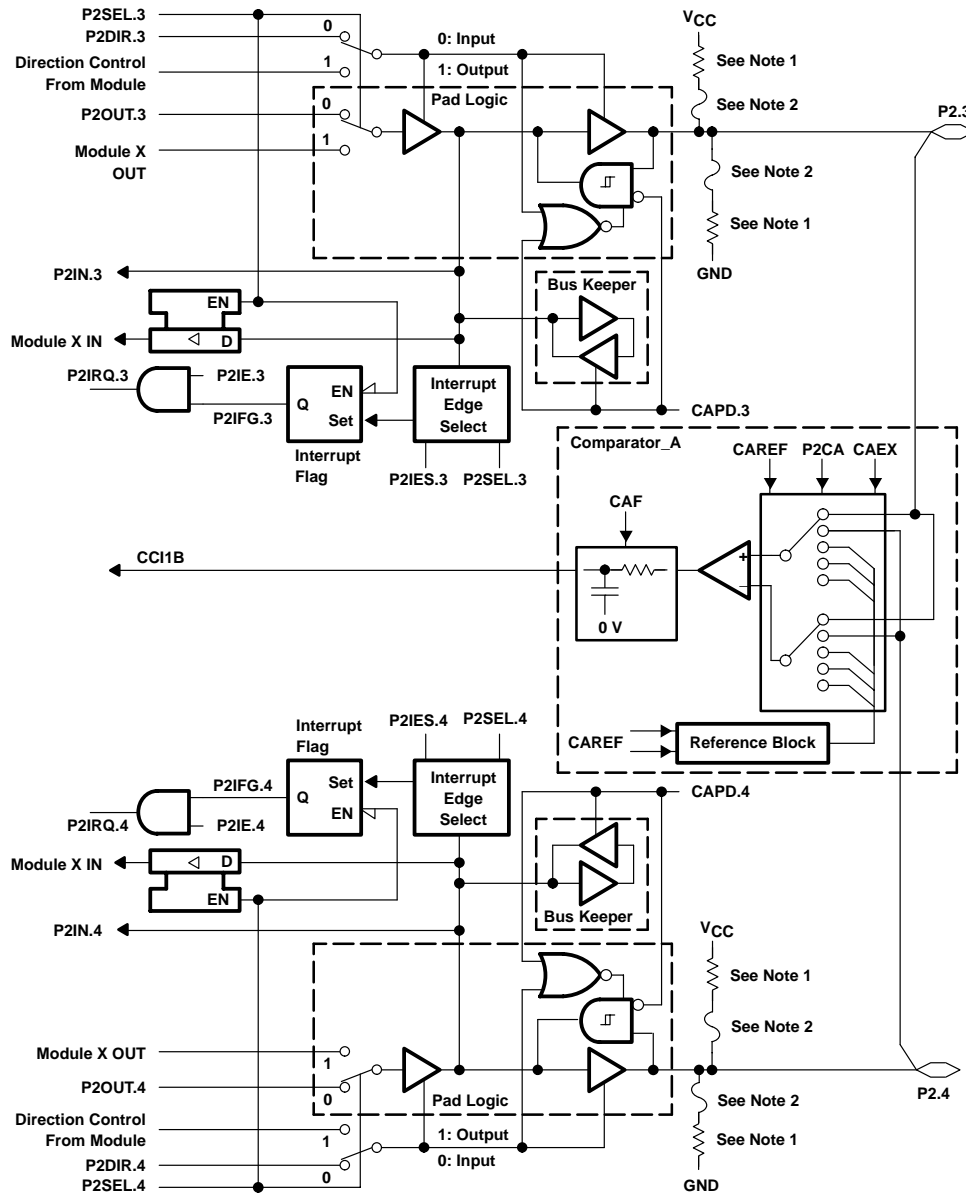 P2SEL.3
P2DIR.3
0
Direction Control
From Module
1
0: Input
1: Output
Pad Logic
P2OUT.3
0
Module X
OUT
1
VCC
See Note 1
See Note 2
P2.3
See Note 2
See Note 1
GND
P2IN.3
Bus Keeper
EN
Module X IN
D
P2IRQ.3
P2IE.3
P2IFG.3
Q
EN
Set
Interrupt
Flag
Interrupt
Edge
Select
P2IES.3
P2SEL.3
CAPD.3
Comparator_A
CAREF
P2CA
CAEX
CAF
CCI1B
+
−
0 V
CAREF
Reference Block
Interrupt
Flag
P2IES.4
P2SEL.4
P2IFG.4
Q
Set
EN
Interrupt
Edge
Select
CAPD.4
P2IRQ.4
P2IE.4
Module X IN
D
EN
Bus Keeper
P2IN.4
VCC
See Note 1
See Note 2
Module X OUT
1
P2OUT.4
0
Pad Logic
P2.4
See Note 2
Direction Control
From Module
1
1: Output
0: Input
See Note 1
P2DIR.4
0
P2SEL.4
GND